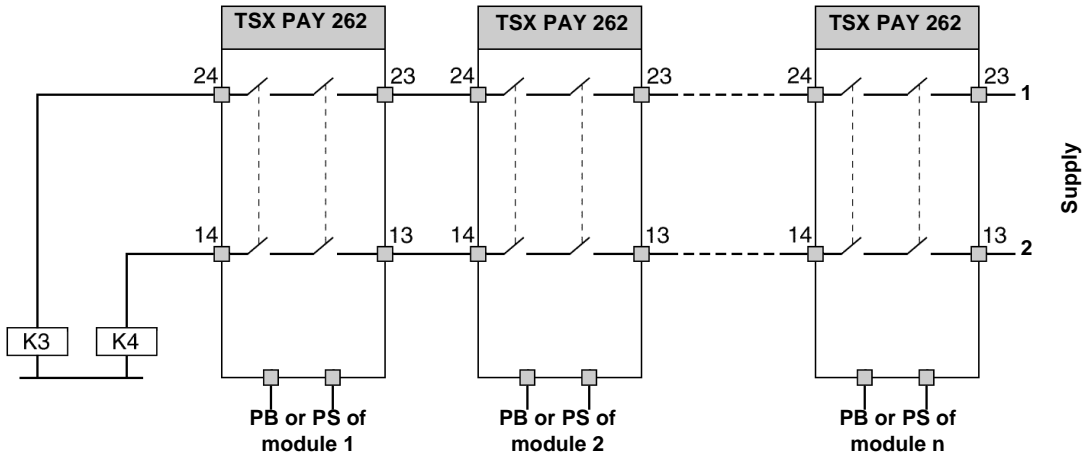 TSX PAY 262 TSX PAY 262 TSX PAY 262
24 23 24 23 24 23
1
Supply
14 13 14 13 14 13
2
K3 K4
PB or PS of PB or PS of PB or PS of
module 1 module 2 module n